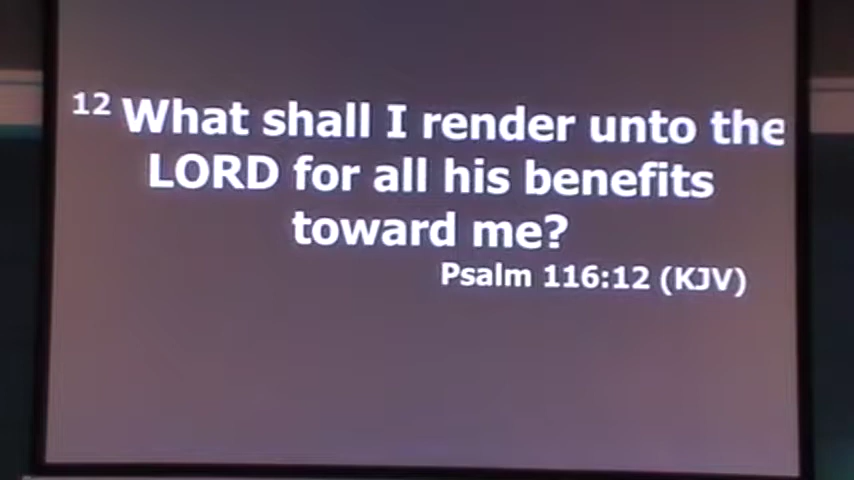 12 What shall I render unto the
LORD for all his benefits
toward me?
Psalm 116:12 (KJV)